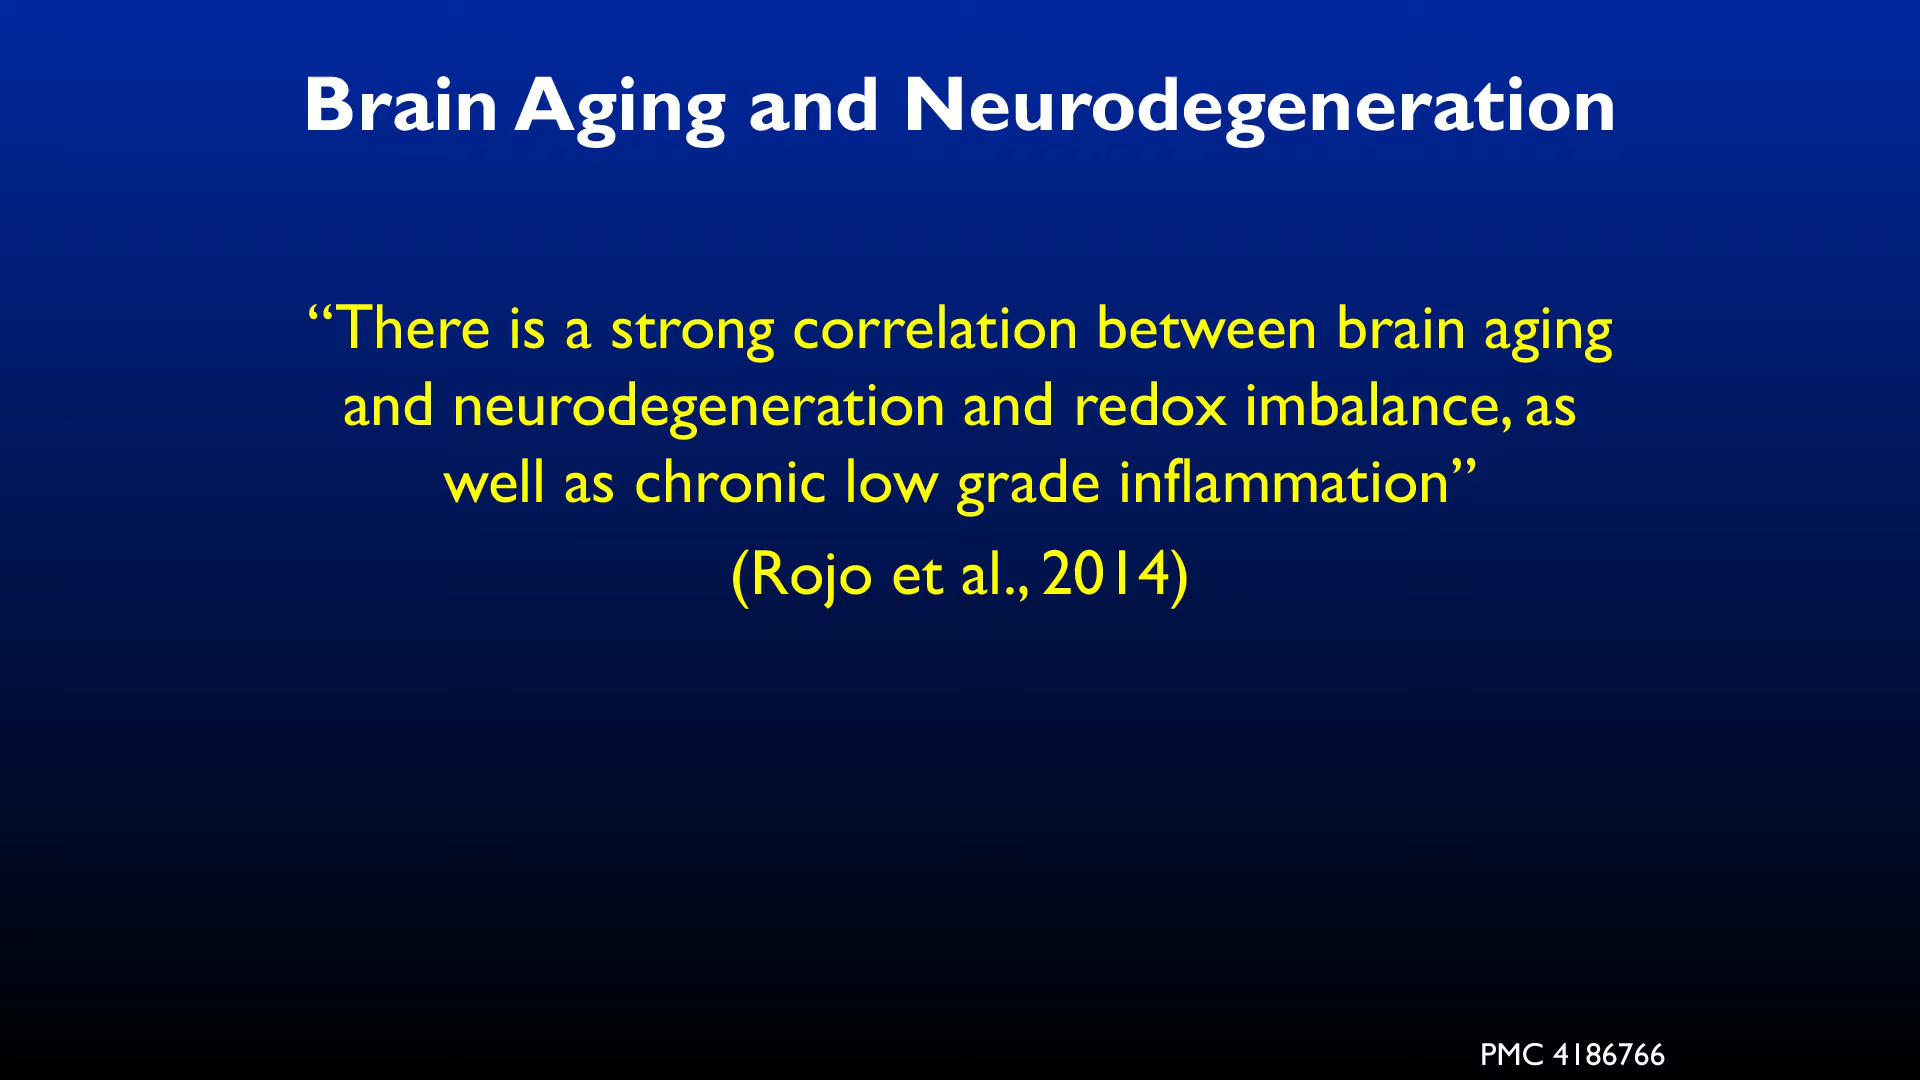 Brain Aging and Neurodegeneration
“There is a strong correlation between brain aging
and neurodegeneration and redox imbalance, as
well as chronic low grade inflammation”
(Rojo et al., 2014)
PMC 4186766